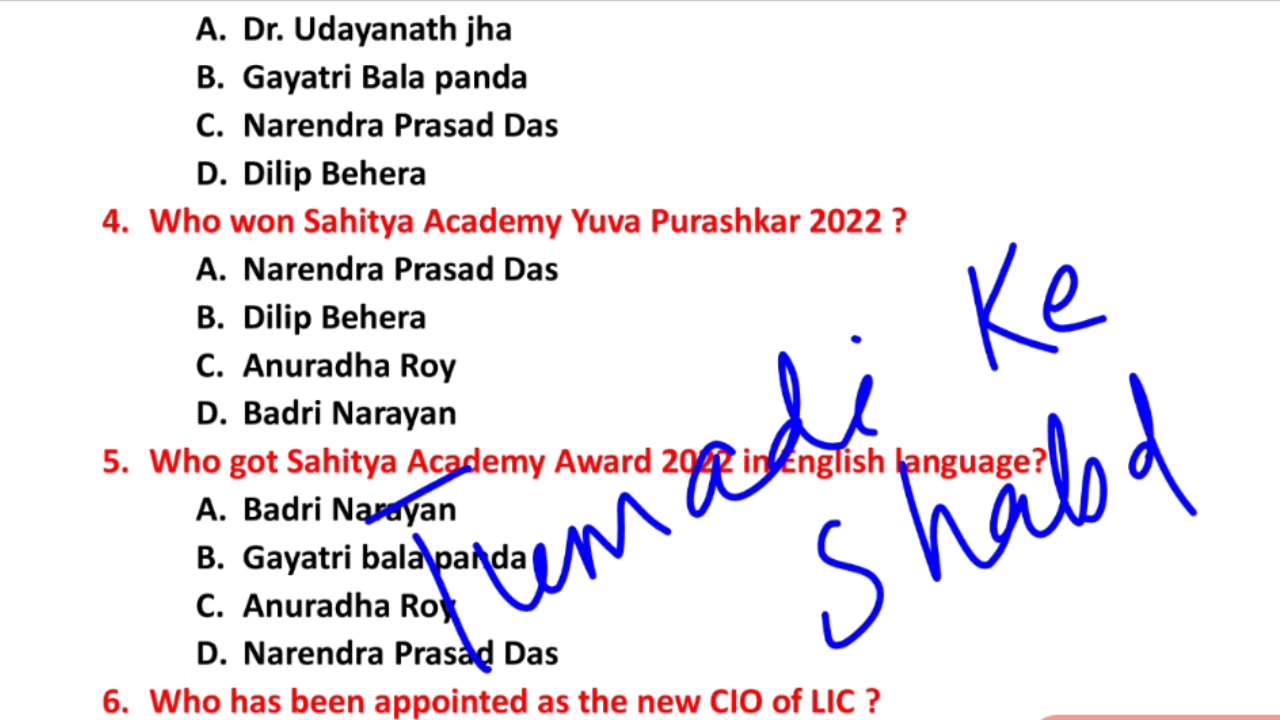 A. Dr. Udayanath jha
B. Gayatri Bala panda
C. Narendra Prasad Das
D. Dilip Behera
4. Who won Sahitya Academy Yuva Purashkar 2022 ?
A. Narendra Prasad Das
B. Dilip Behera
C. Anuradha Roy
D. Badri Narayan
5. Who got Sahitya Academy Award 2022 in English language?
A. Badri Narayan
B. Gayatri bala panda
C. Anuradha Roy
D. Narendra Prasad Das
6. Who has been appointed as the new CIO of LIC ?
Ke
Shabd